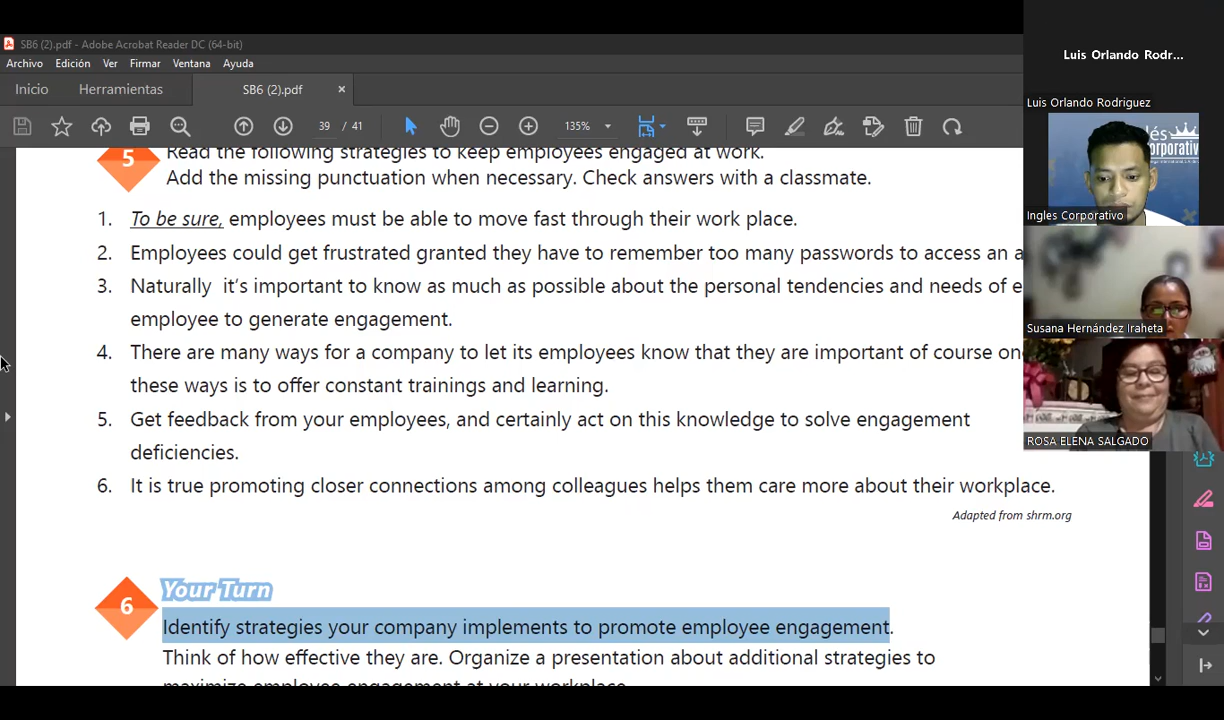 SB6 (2).pdf - Adobe Acrobat Reader DC (64-bit)
Archivo Edición Ver Firmar Ventana Ayuda
Inicio Herramientas SB6 (2).pdf ×
39 / 41 135%
5 Read the following strategies to keep employees engaged at work.
Add the missing punctuation when necessary. Check answers with a classmate.
1. To be sure, employees must be able to move fast through their work place.
2. Employees could get frustrated granted they have to remember too many passwords to access an a
3. Naturally it's important to know as much as possible about the personal tendencies and needs of e
employee to generate engagement.
4. There are many ways for a company to let its employees know that they are important of course on
these ways is to offer constant trainings and learning.
5. Get feedback from your employees, and certainly act on this knowledge to solve engagement
deficiencies.
6. It is true promoting closer connections among colleagues helps them care more about their workplace.
Adapted from shrm.org
6 Your Turn
Identify strategies your company implements to promote employee engagement.
Think of how effective they are. Organize a presentation about additional strategies to
maximize employee engagement at your workplace
Luis Orlando Rodr...
Luis Orlando Rodriguez
lés
orporativ
Ingles Corporativo
Susana Hernández Iraheta
ROSA ELENA SALGADO